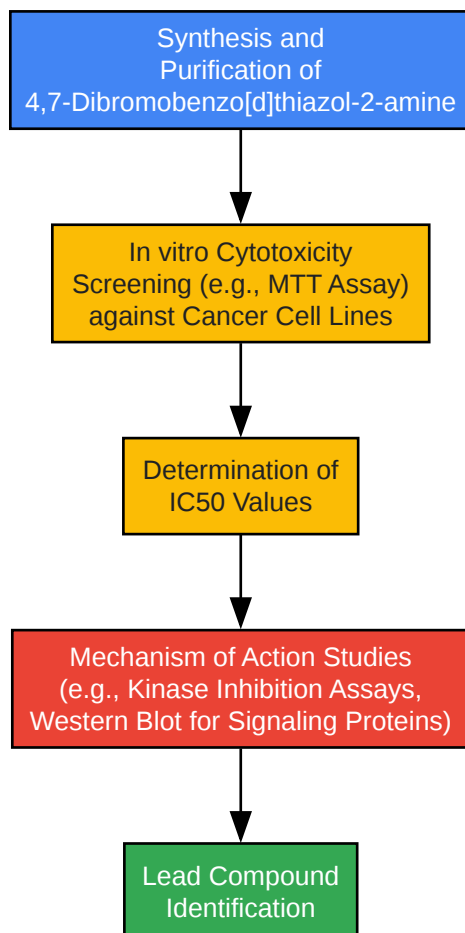 Synthesis and
Purification of
4,7-Dibromobenzo[d]thiazol-2-amine
In vitro Cytotoxicity
Screening (e.g., MTT Assay)
against Cancer Cell Lines
Determination of
IC50 Values
Mechanism of Action Studies
(e.g., Kinase Inhibition Assays,
Western Blot for Signaling Proteins)
Lead Compound
Identification